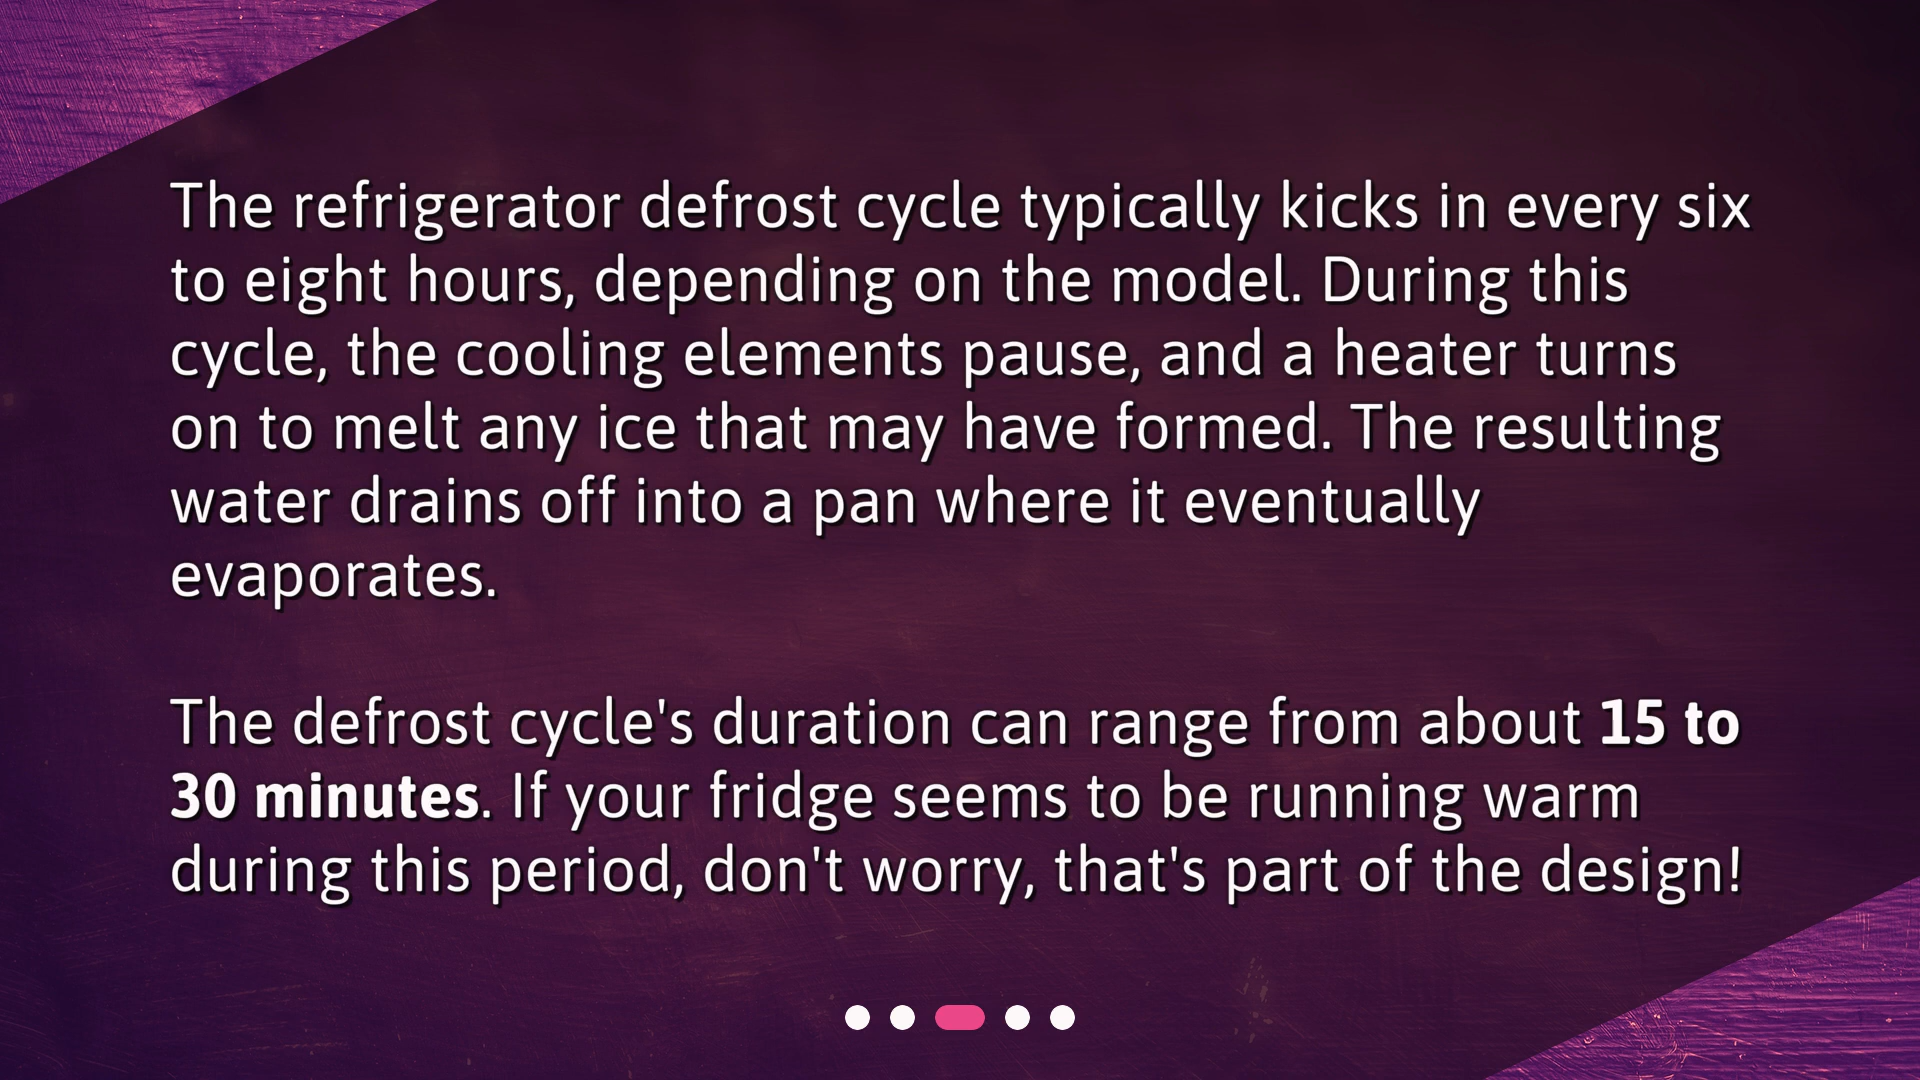 The refrigerator defrost cycle typically kicks in every six
to eight hours, depending on the model. During this
cycle, the cooling elements pause, and a heater turns
on to melt any ice that may have formed. The resulting
water drains off into a pan where it eventually
evaporates.
The defrost cycle's duration can range from about 15 to
30 minutes. If your fridge seems to be running warm
during this period, don't worry, that's part of the design!